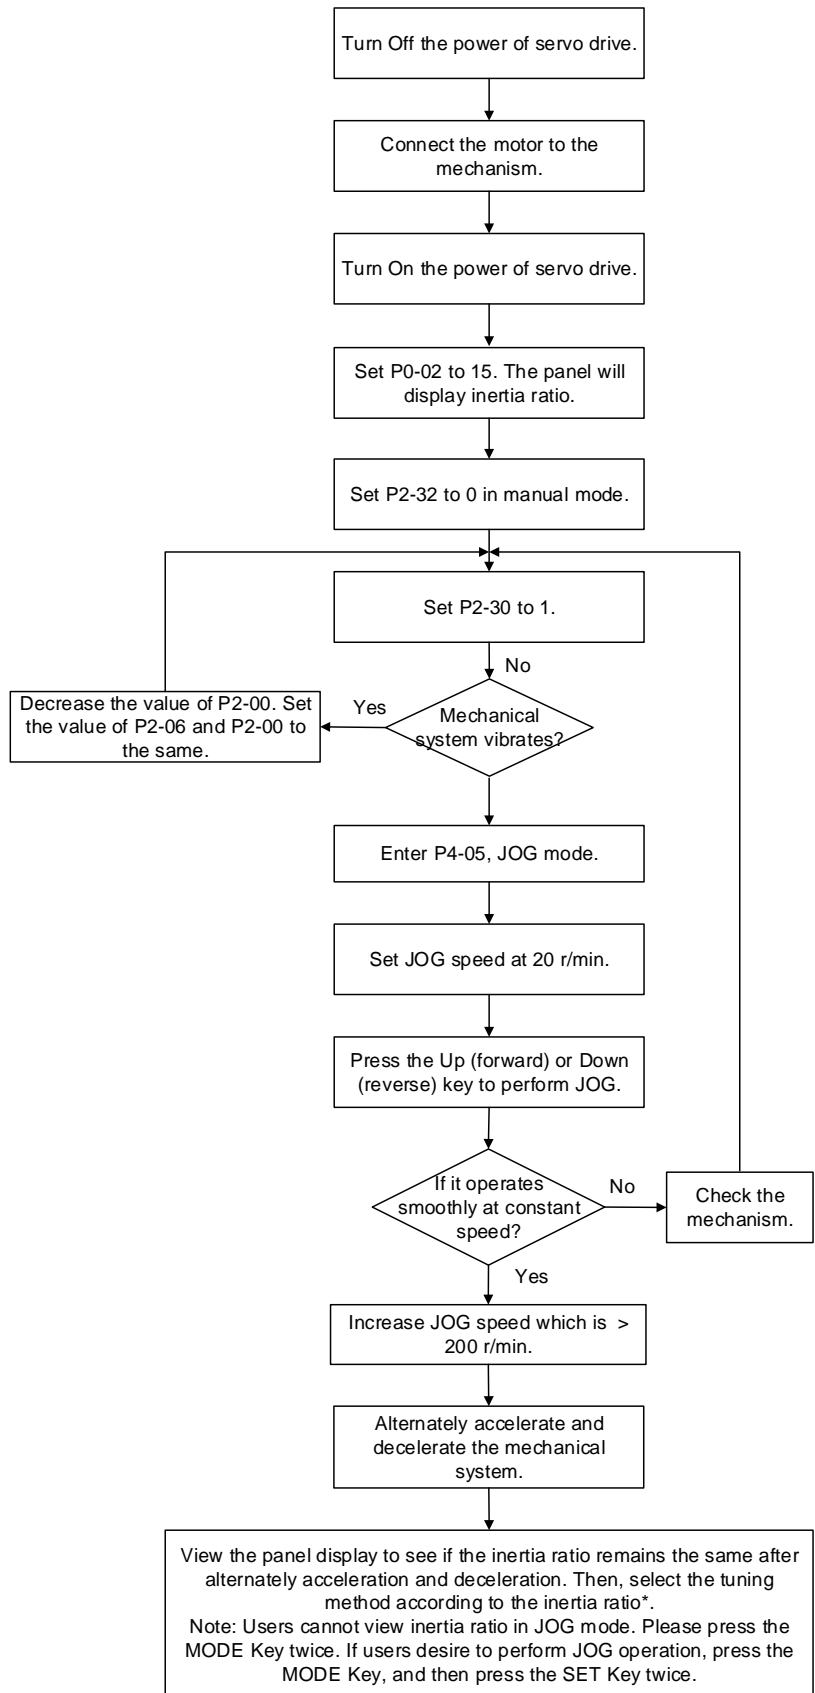 Turn Off the power of servo drive.
Connect the motor to the
mechanism.
Turn On the power of servo drive.
Set P0-02 to 15. The panel will
display inertia ratio.
Set P2-32 to 0 in manual mode.
Set P2-30 to 1.
No
Decrease the value of P2-00. Set
the value of P2-06 and P2-00 to
the same.
Yes
Mechanical
system vibrates?
Enter P4-05, JOG mode.
Set JOG speed at 20 r/min.
Press the Up (forward) or Down
(reverse) key to perform JOG.
If it operates
smoothly at constant
speed?
No
Check the
mechanism.
Yes
Increase JOG speed which is >
200 r/min.
Alternately accelerate and
decelerate the mechanical
system.
View the panel display to see if the inertia ratio remains the same after
alternately acceleration and deceleration. Then, select the tuning
method according to the inertia ratio*.
Note: Users cannot view inertia ratio in JOG mode. Please press the
MODE Key twice. If users desire to perform JOG operation, press the
MODE Key, and then press the SET Key twice.